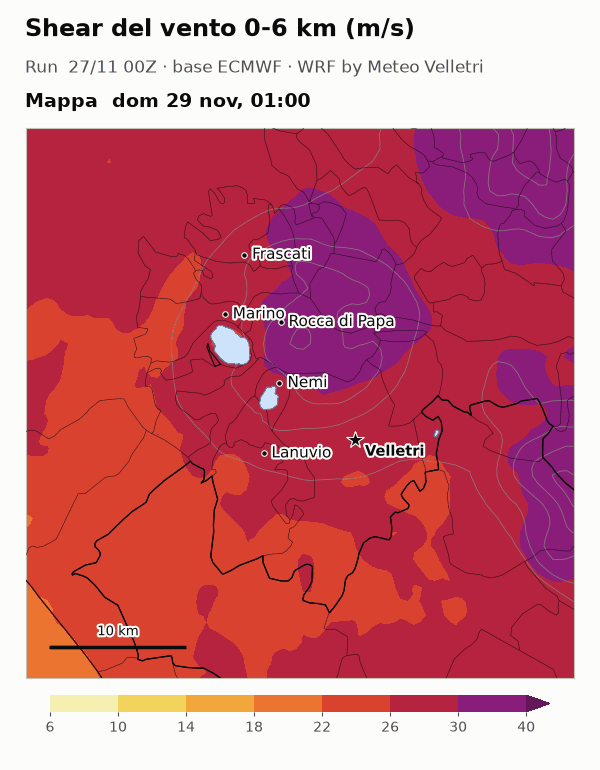 Shear del vento 0-6 km (m/s)
Run  27/11 00Z · base ECMWF · WRF by Meteo Velletri
Mappa  dom 29 nov, 01:00
Frascati
Marino
Rocca di Papa
Nemi
Velletri
Lanuvio
10 km
6 10 14 18 22 26 30 40